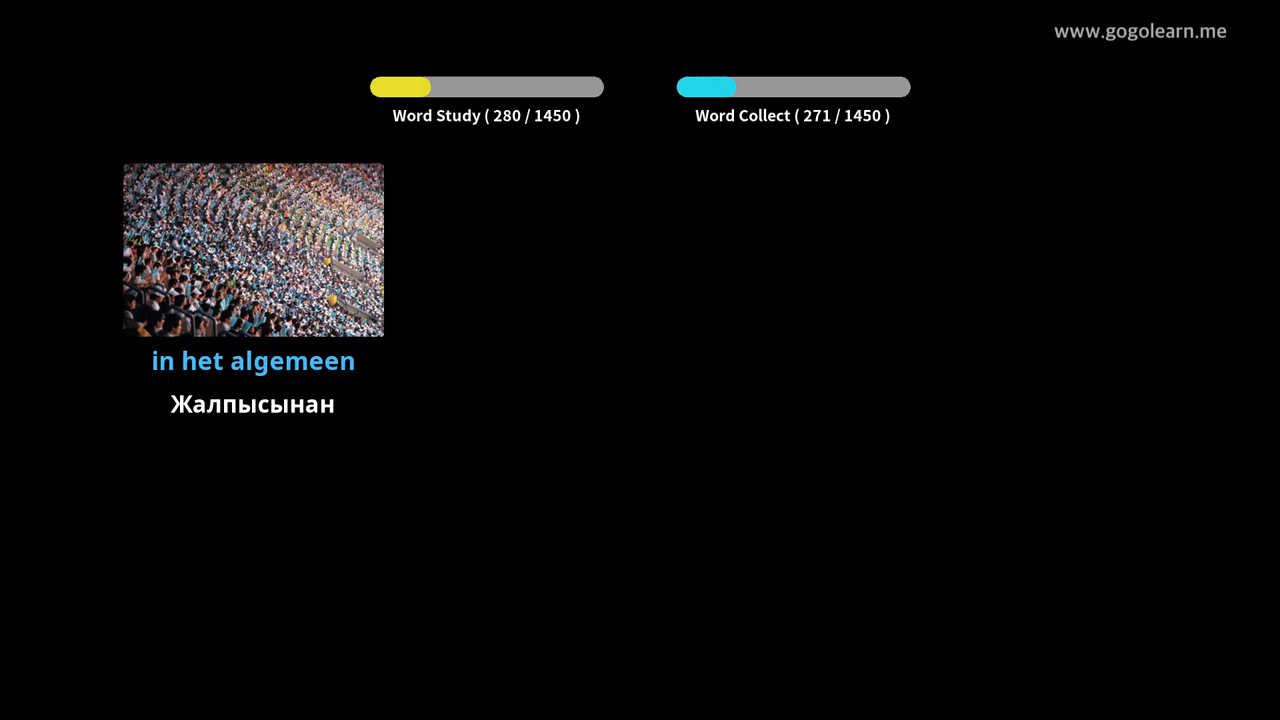 www.gogolearn.me
Word Study ( 280 / 1450 )
Word Collect ( 271 / 1450 )
in het algemeen
Жалпысынан